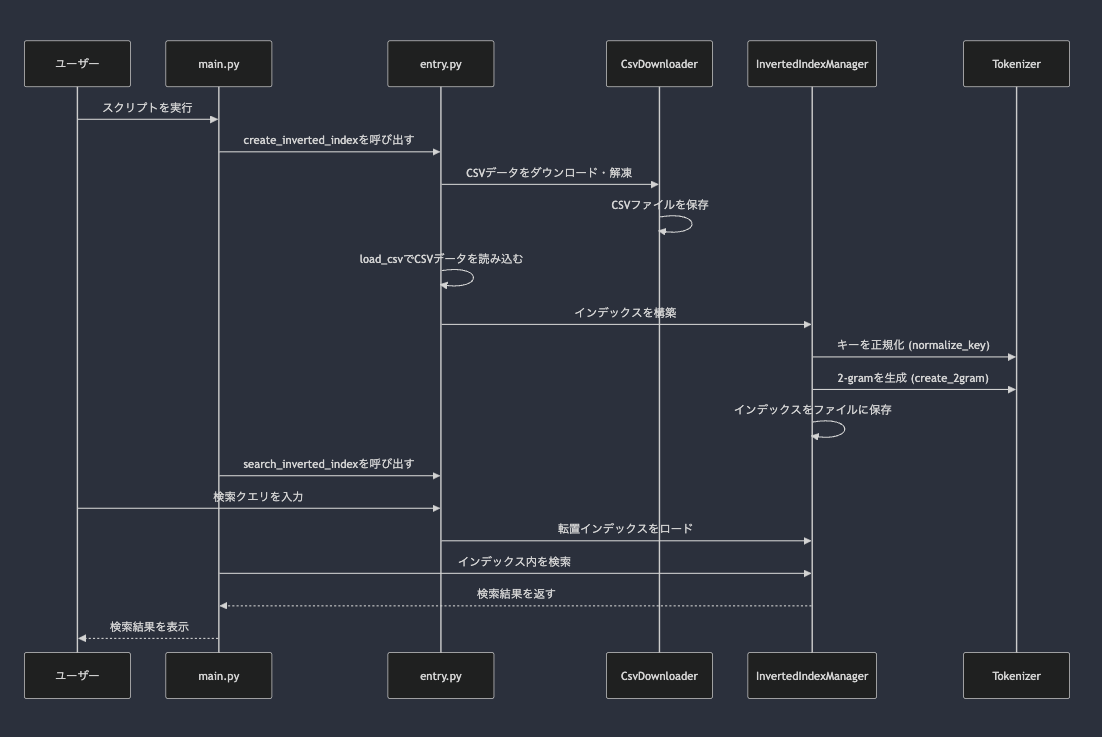 ユーザー
main.py
entry.py
CsvDownloader
InvertedIndexManager
Tokenizer
スクリプトを実行
create_inverted_indexを呼び出す
CSVデータをダウンロード・解凍
CSVファイルを保存
load_csvでCSVデータを読み込む
インデックスを構築
キーを正規化 (normalize_key)
2-gramを生成 (create_2gram)
インデックスをファイルに保存
search_inverted_indexを呼び出す
検索クエリを入力
転置インデックスをロード
インデックス内を検索
検索結果を返す
検索結果を表示
ユーザー
main.py
entry.py
CsvDownloader
InvertedIndexManager
Tokenizer